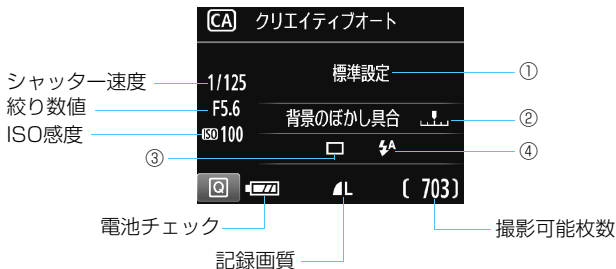 CA クリエイティブオート
シャッター速度
1/125
標準設定
①
絞り数値
F5.6
背景のぼかし具合
②
ISO感度
ISO 100
③
④
Q
L
( 703)
電池チェック
撮影可能枚数
記録画質